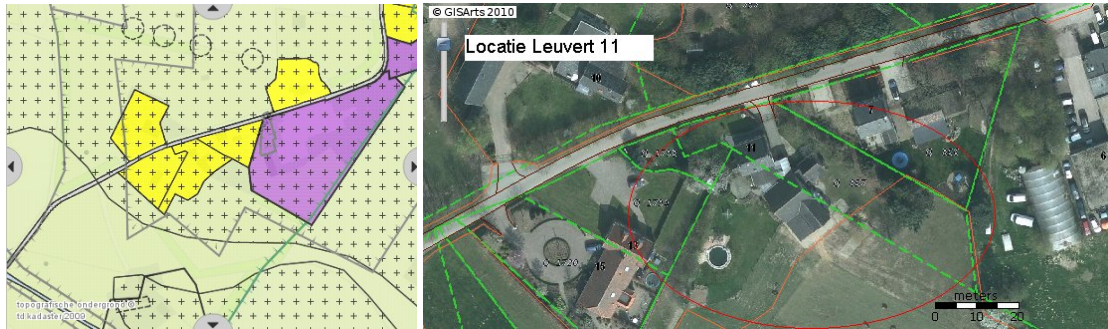 topografische ondergrond ©
td kadaster 2009
© GISArts 2010
Locatie Leuvert 11
40
7
11
6
13
15
meters
0 10 20